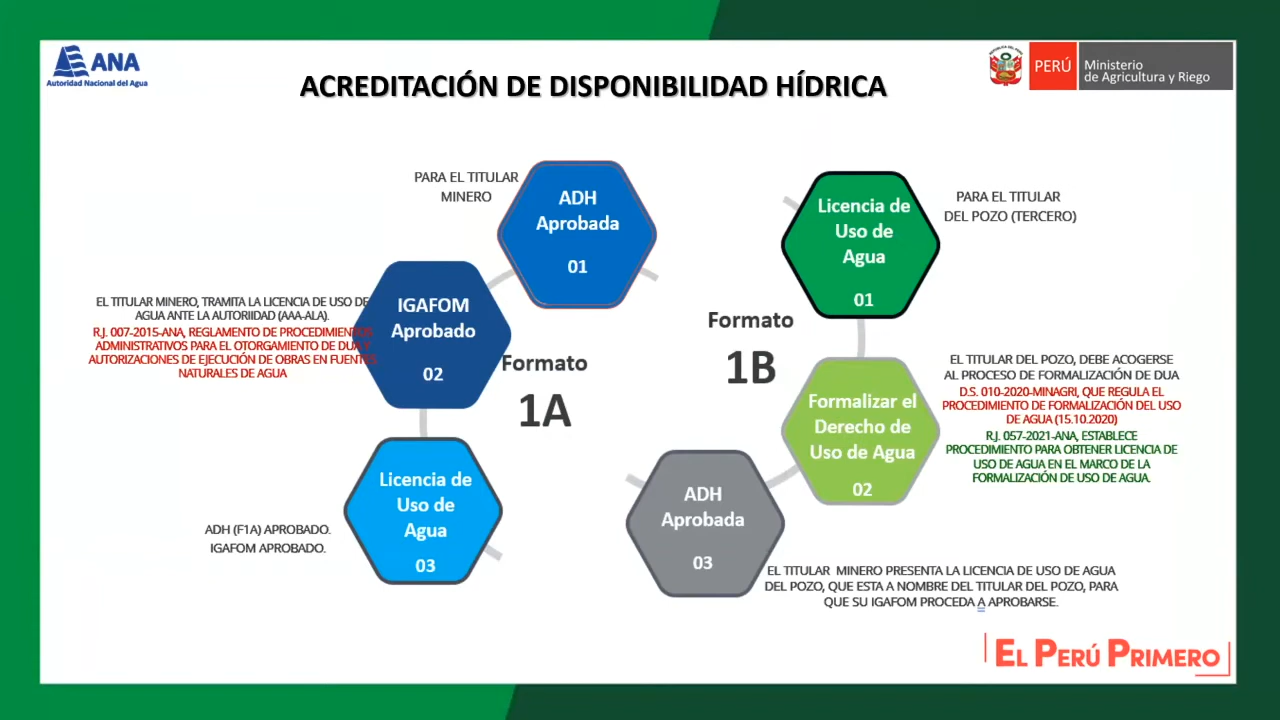 ANA
Autoridad Nacional del Agua
PERÚ
Ministerio
de Agricultura y Riego
ACREDITACIÓN DE DISPONIBILIDAD HÍDRICA
PARA EL TITULAR
MINERO
ADH
Aprobada
01
EL TITULAR MINERO, TRAMITA LA LICENCIA DE USO DE
AGUA ANTE LA AUTORIIDAD (AAA-ALA).
R.J. 007-2015-ANA, REGLAMENTO DE PROCEDIMIENTOS
ADMINISTRATIVOS PARA EL OTORGAMIENTO DE DUA Y
AUTORIZACIONES DE EJECUCIÓN DE OBRAS EN FUENTES
NATURALES DE AGUA
IGAFOM
Aprobado
02
Formato
1A
Licencia de
Uso de
Agua
03
ADH (F1A) APROBADO.
IGAFOM APROBADO.
Licencia de
Uso de
Agua
01
PARA EL TITULAR
DEL POZO (TERCERO)
Formato
1B
Formalizar el
Derecho de
Uso de Agua
02
EL TITULAR DEL POZO, DEBE ACOGERSE
AL PROCESO DE FORMALIZACIÓN DE DUA
D.S. 010-2020-MINAGRI, QUE REGULA EL
PROCEDIMIENTO DE FORMALIZACIÓN DEL USO
DE AGUA (15.10.2020)
R.J. 057-2021-ANA, ESTABLECE
PROCEDIMIENTO PARA OBTENER LICENCIA DE
USO DE AGUA EN EL MARCO DE LA
FORMALIZACIÓN DE USO DE AGUA.
ADH
Aprobada
03
EL TITULAR MINERO PRESENTA LA LICENCIA DE USO DE AGUA
DEL POZO, QUE ESTA A NOMBRE DEL TITULAR DEL POZO, PARA
QUE SU IGAFOM PROCEDA A APROBARSE.
EL PERÚ PRIMERO